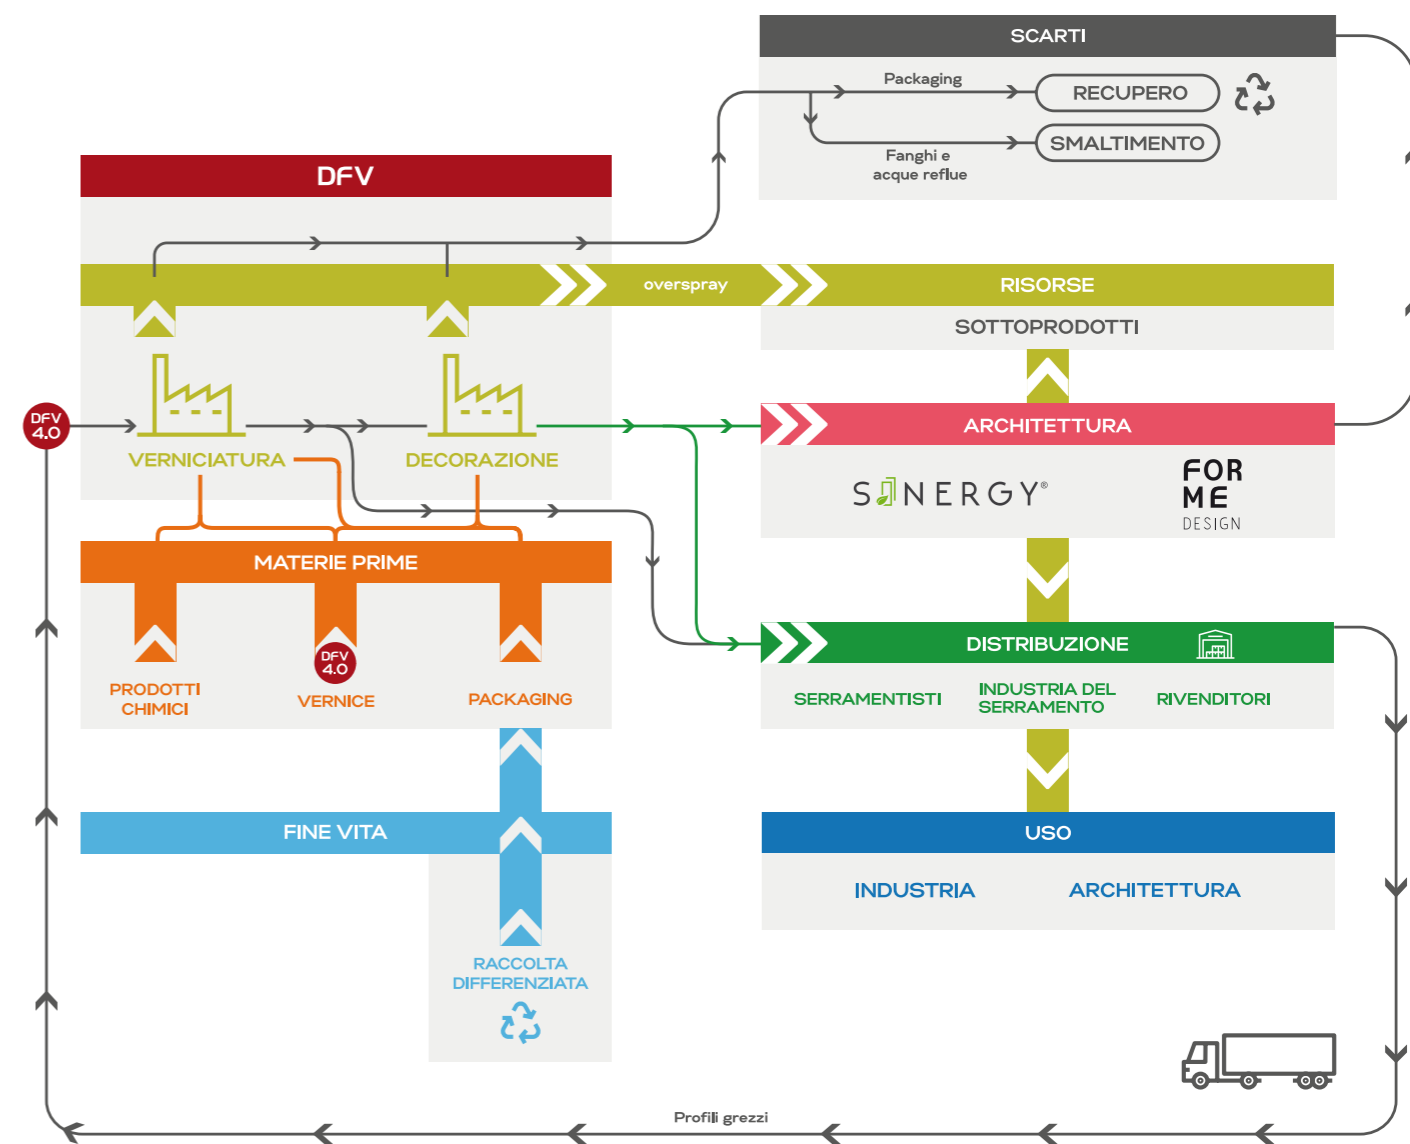 SCARTI
Packaging
RECUPERO
SMALTIMENTO
Fanghi e
acque reflue
DFV
overspray
RISORSE
SOTTOPRODOTTI
DFV
4.0
VERNICIATURA
DECORAZIONE
ARCHITETTURA
SINERGY®
FOR
ME
DESIGN
MATERIE PRIME
DFV
4.0
PRODOTTI
CHIMICI
VERNICE
PACKAGING
DISTRIBUZIONE
SERRAMENTISTI
INDUSTRIA DEL
SERRAMENTO
RIVENDITORI
FINE VITA
USO
INDUSTRIA
ARCHITETTURA
RACCOLTA
DIFFERENZIATA
Profili grezzi